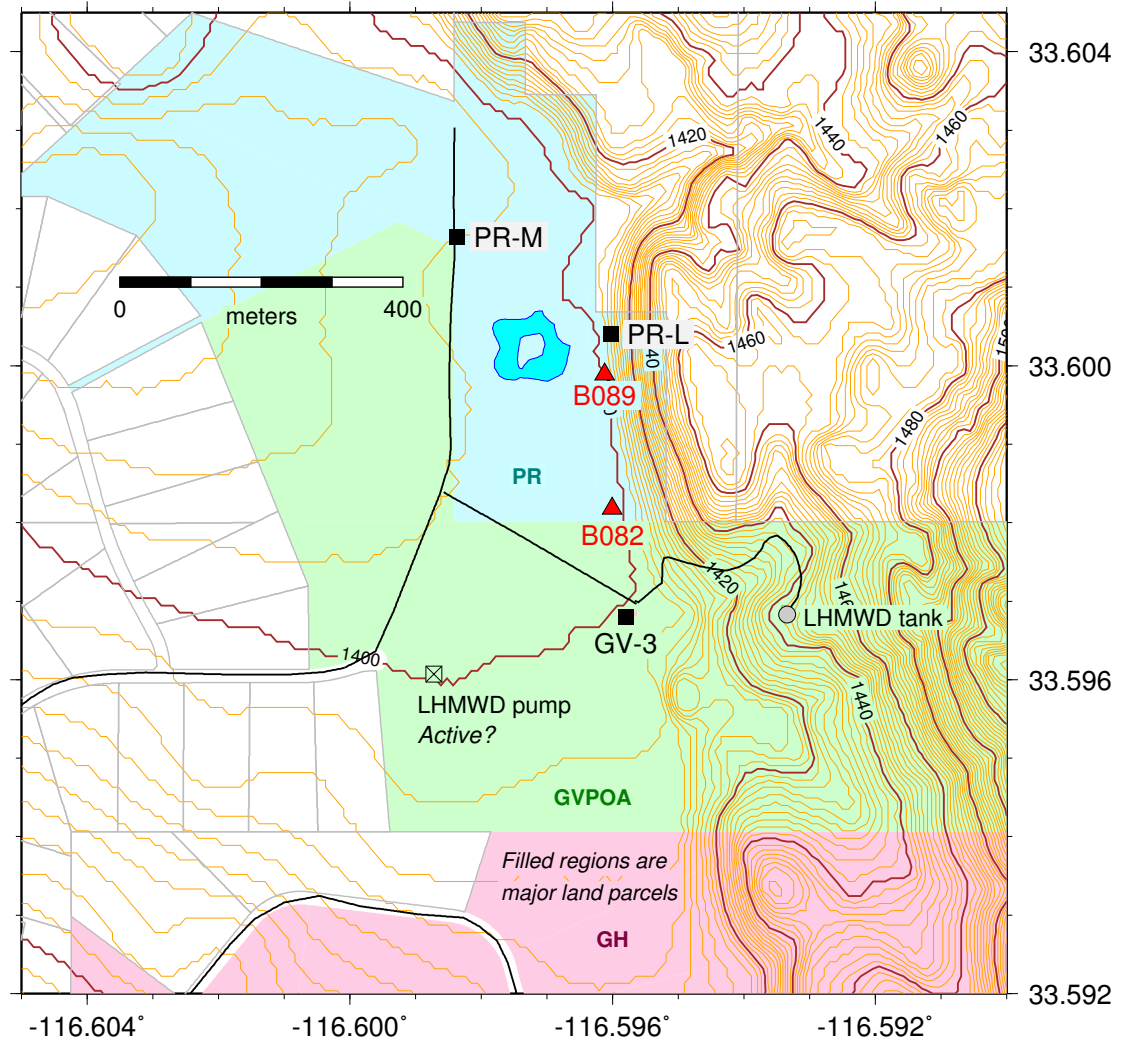 33.604
1420
1440
1460
PR-M
0
400
meters
PR-L
1460
40
33.600
B089
1480
PR
B082
1420
146
LHMWD tank
GV-3
1400
33.596
LHMWD pump
Active?
1440
GVPOA
Filled regions are
major land parcels
GH
33.592
-116.604°
-116.600°
-116.596°
-116.592°